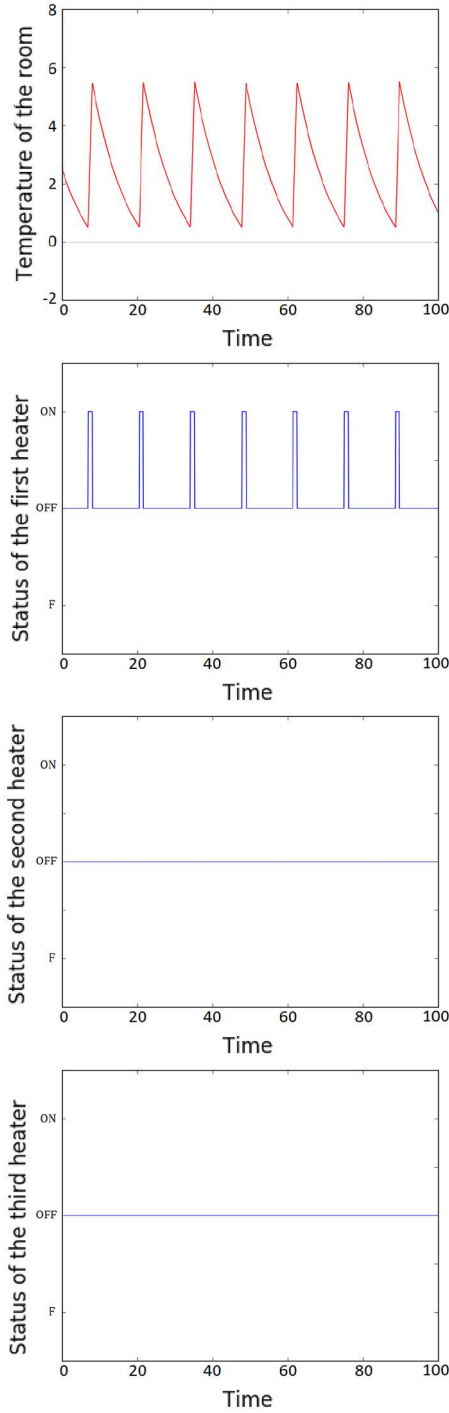 Temperature of the room
8
6
4
2
0
-2
0 20 40 60 80 100
Time
Status of the first heater
ON
OFF
F
0 20 40 60 80 100
Time
Status of the second heater
ON
OFF
F
0 20 40 60 80 100
Time
Status of the third heater
ON
OFF
F
0 20 40 60 80 100
Time